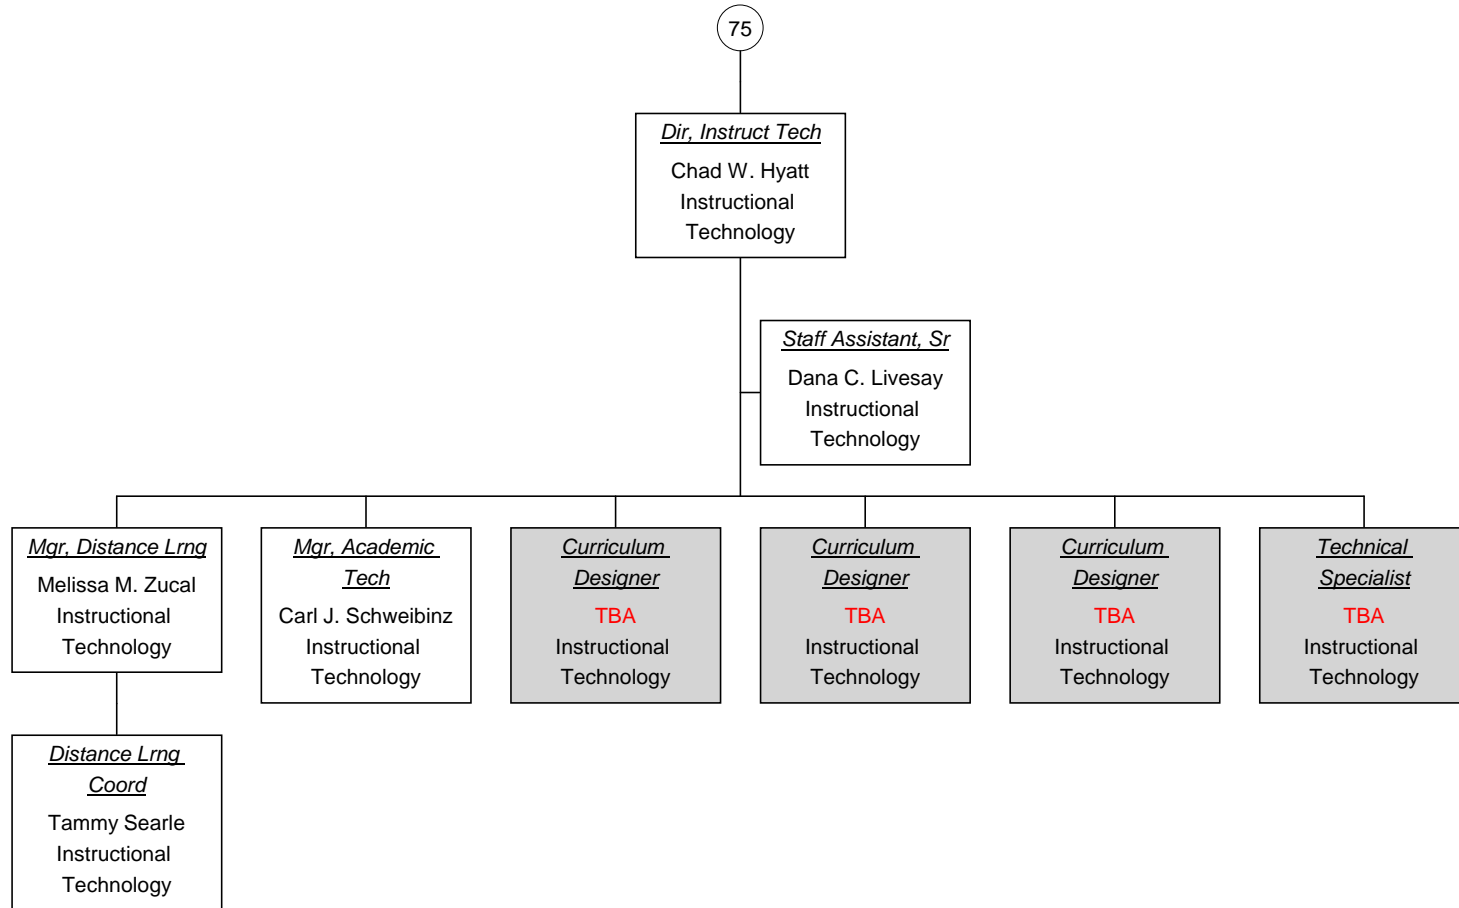 75
Dir, Instruct Tech
Chad W. Hyatt
Instructional
Technology
Staff Assistant, Sr
Dana C. Livesay
Instructional
Technology
Mgr, Distance Lrng
Melissa M. Zucal
Instructional
Technology
Mgr, Academic
Tech
Carl J. Schweibinz
Instructional
Technology
Curriculum
Designer
TBA
Instructional
Technology
Curriculum
Designer
TBA
Instructional
Technology
Curriculum
Designer
TBA
Instructional
Technology
Technical
Specialist
TBA
Instructional
Technology
Distance Lrng
Coord
Tammy Searle
Instructional
Technology